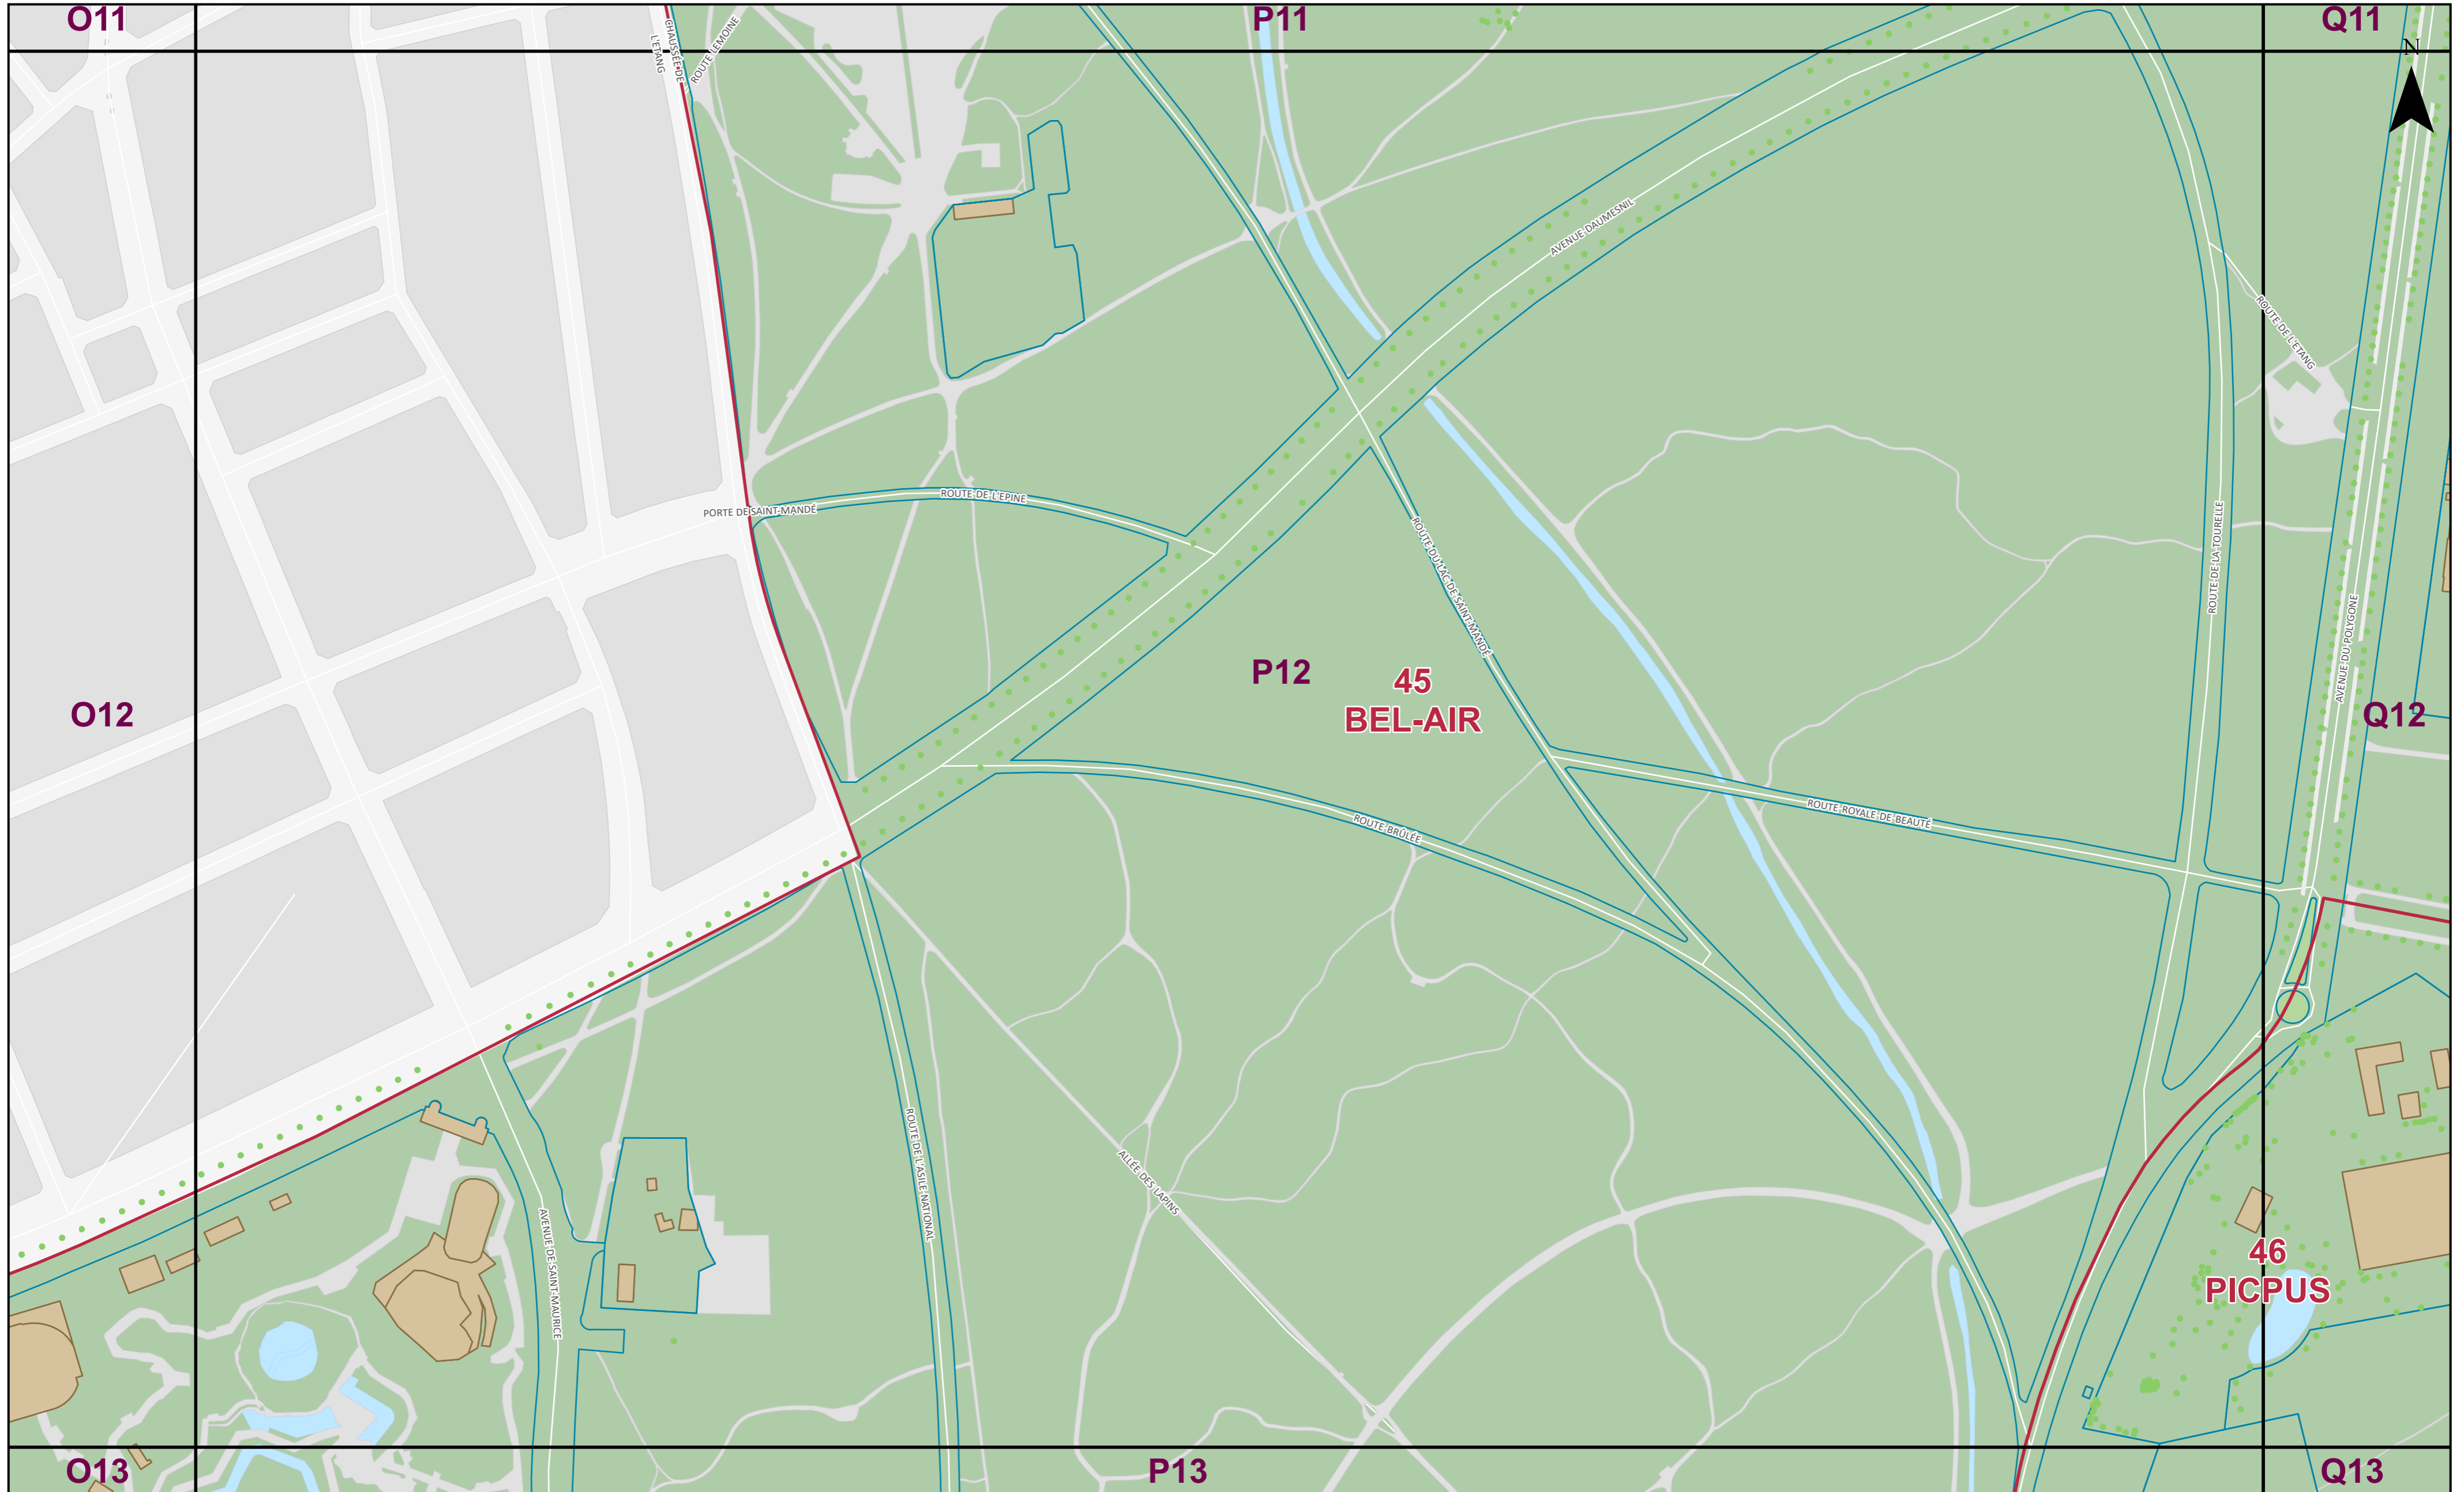 O11
P11
Q11
N
CHAUSSÉE DE
L'ETANG
ROUTE LEMOINE
AVENUE DAUMESNIL
ROUTE DE L'ETANG
ROUTE DE L'EPINE
PORTE DE SAINT-MANDÉ
ROUTE DU LAC DE SAINT-MANDÉ
ROUTE DE LA TOURELLE
AVENUE DU POLYGONE
O12
P12
45
BEL-AIR
Q12
ROUTE BRÛLÉE
ROUTE ROYALE DE BEAUTÉ
ROUTE DE L'ASILE NATIONAL
ALLÉE DES LAPINS
AVENUE DE SAINT-MAURICE
46
PICPUS
O13
P13
Q13